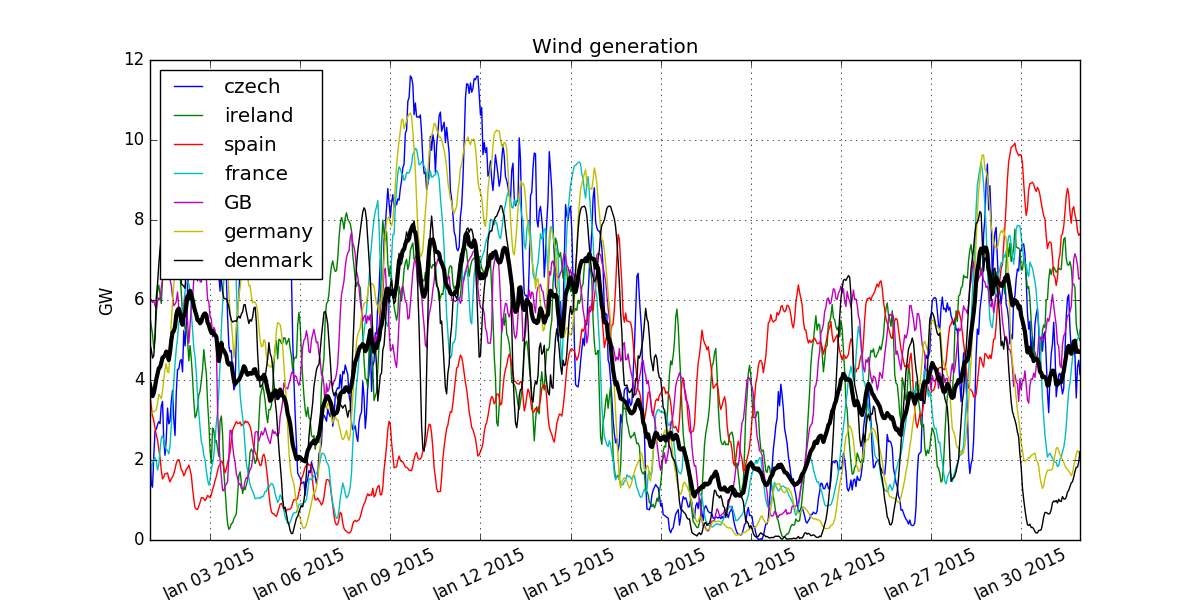 Wind generation
12
10
8
6
4
2
0
GW
czech
ireland
spain
france
GB
germany
denmark
Jan 03 2015
Jan 06 2015
Jan 09 2015
Jan 12 2015
Jan 15 2015
Jan 18 2015
Jan 21 2015
Jan 24 2015
Jan 27 2015
Jan 30 2015